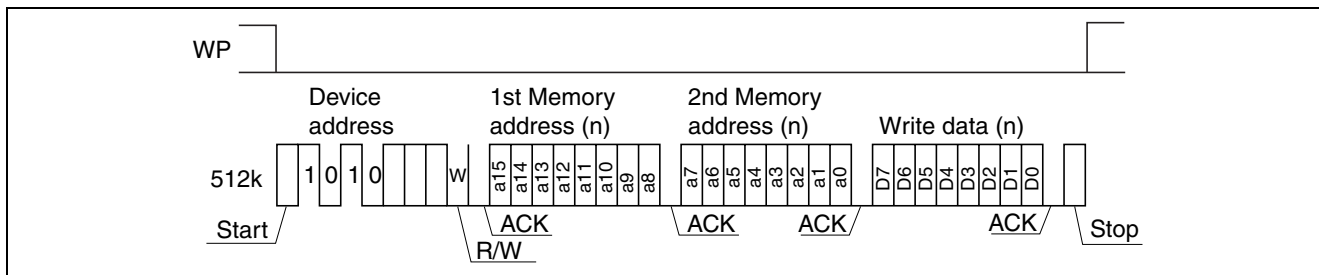 WP
Device address
1st Memory address (n)
2nd Memory address (n)
Write data (n)
512k
1 0 1 0
W
a15 a14 a13 a12 a11 a10 a9 a8
a7 a6 a5 a4 a3 a2 a1 a0
D7 D6 D5 D4 D3 D2 D1 D0
Start
R/W
ACK
ACK
ACK
ACK
Stop